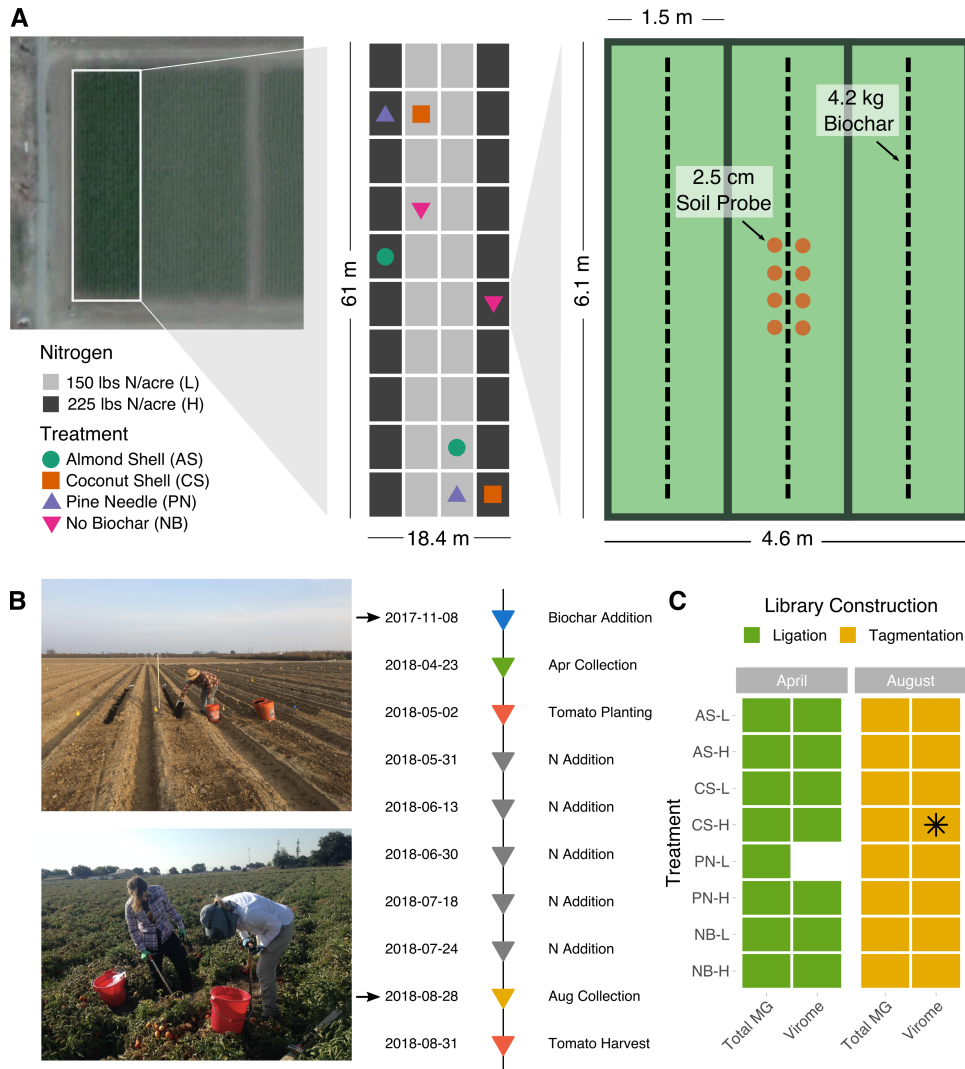 A
1.5 m
4.2 kg
Biochar
2.5 cm
Soil Probe
61 m
6.1 m
18.4 m
4.6 m
Nitrogen
150 lbs N/acre (L)
225 lbs N/acre (H)
Treatment
Almond Shell (AS)
Coconut Shell (CS)
Pine Needle (PN)
No Biochar (NB)
B
2017-11-08 Biochar Addition
2018-04-23 Apr Collection
2018-05-02 Tomato Planting
2018-05-31 N Addition
2018-06-13 N Addition
2018-06-30 N Addition
2018-07-18 N Addition
2018-07-24 N Addition
2018-08-28 Aug Collection
2018-08-31 Tomato Harvest
C
Library Construction
Ligation Tagmentation
April August
Treatment
AS-L
AS-H
CS-L
CS-H
PN-L
PN-H
NB-L
NB-H
Total MG Virome Total MG Virome